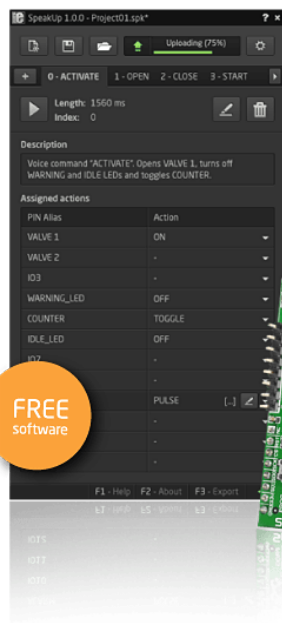 SpeakUp 1.0.0 - Project01.spk*
? x
Uploading (75%)
+ 0 - ACTIVATE 1 - OPEN 2 - CLOSE 3 - START
Length: 1560 ms
Index: 0
Description
Voice command "ACTIVATE". Opens VALVE 1, turns off
WARNING and IDLE LEDs and toggles COUNTER.
Assigned actions
PIN Alias Action
VALVE 1 ON
VALVE 2 -
IO3 -
WARNING_LED OFF
COUNTER TOGGLE
IDLE_LED OFF
IO7 -
-
PULSE [...]
-
-
-
FREE
software
F1 - Help F2 - About F3 - Export